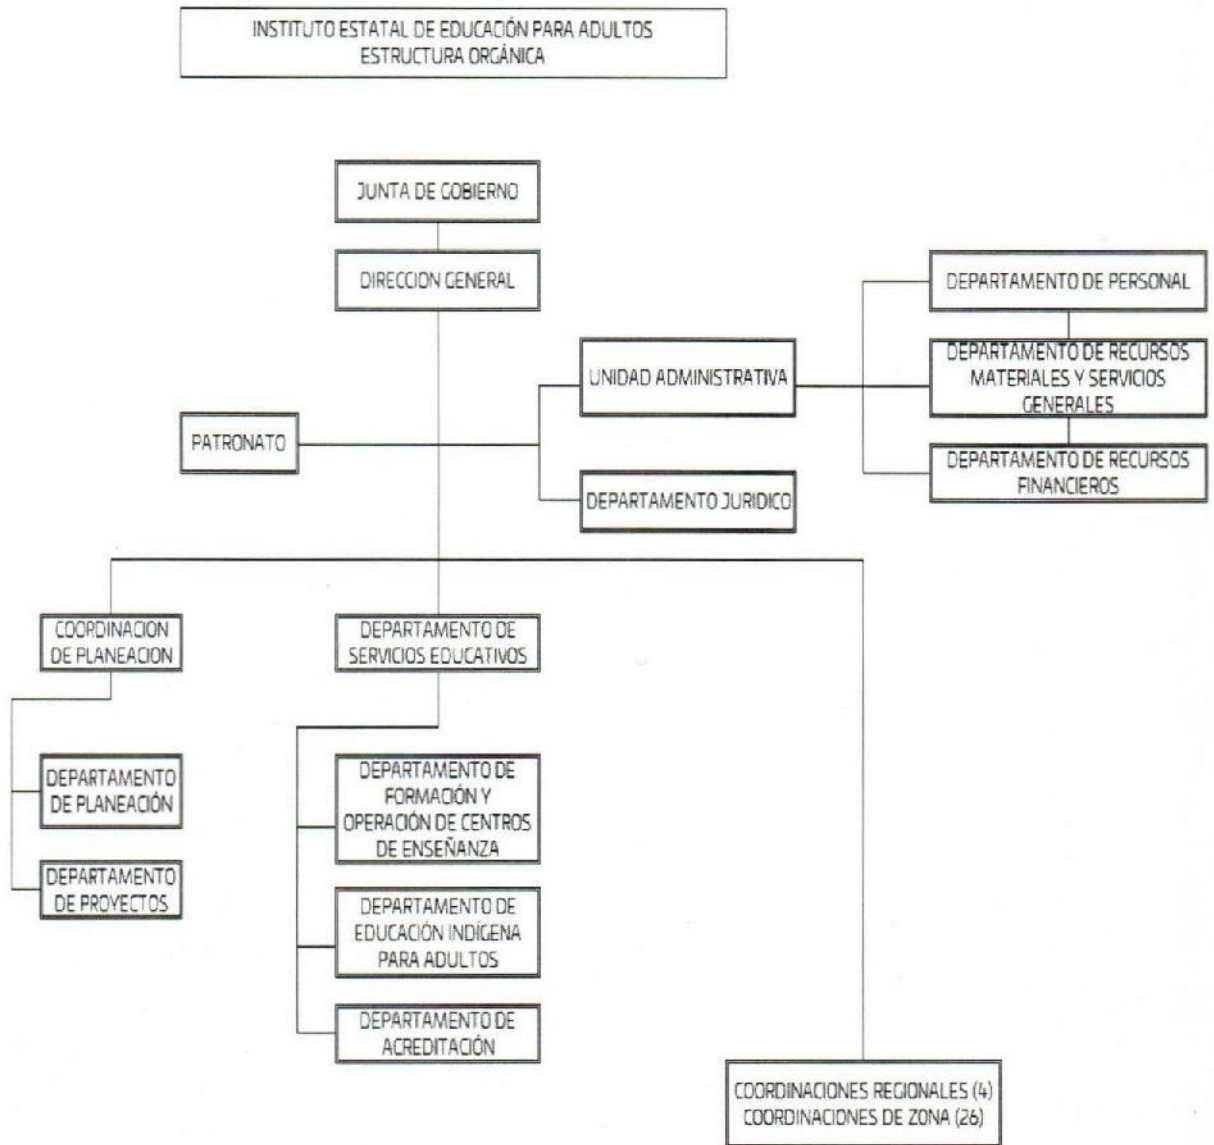 INSTITUTO ESTATAL DE EDUCACIÓN PARA ADULTOS
ESTRUCTURA ORGÁNICA
JUNTA DE GOBIERNO
DIRECCION GENERAL
DEPARTAMENTO DE PERSONAL
UNIDAD ADMINISTRATIVA
DEPARTAMENTO DE RECURSOS
MATERIALES Y SERVICIOS
GENERALES
PATRONATO
DEPARTAMENTO DE RECURSOS
FINANCIEROS
DEPARTAMENTO JURIDICO
COORDINACION
DE PLANEACION
DEPARTAMENTO DE
SERVICIOS EDUCATIVOS
DEPARTAMENTO
DE PLANEACIÓN
DEPARTAMENTO
DE PROYECTOS
DEPARTAMENTO DE
FORMACIÓN Y
OPERACIÓN DE CENTROS
DE ENSEÑANZA
DEPARTAMENTO DE
EDUCACIÓN INDÍGENA
PARA ADULTOS
DEPARTAMENTO DE
ACREDITACIÓN
COORDINACIONES REGIONALES (4)
COORDINACIONES DE ZONA (26)